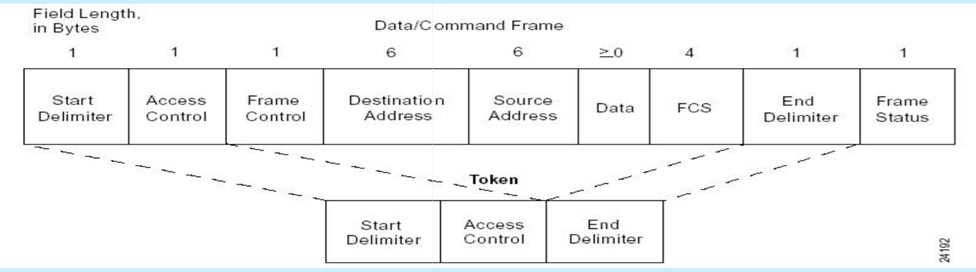 Field Length,
in Bytes
Data/Command Frame
1 1 1 6 6 ≥0 4 1 1
Start Delimiter
Access Control
Frame Control
Destination Address
Source Address
Data
FCS
End Delimiter
Frame Status
Token
Start Delimiter
Access Control
End Delimiter
24192